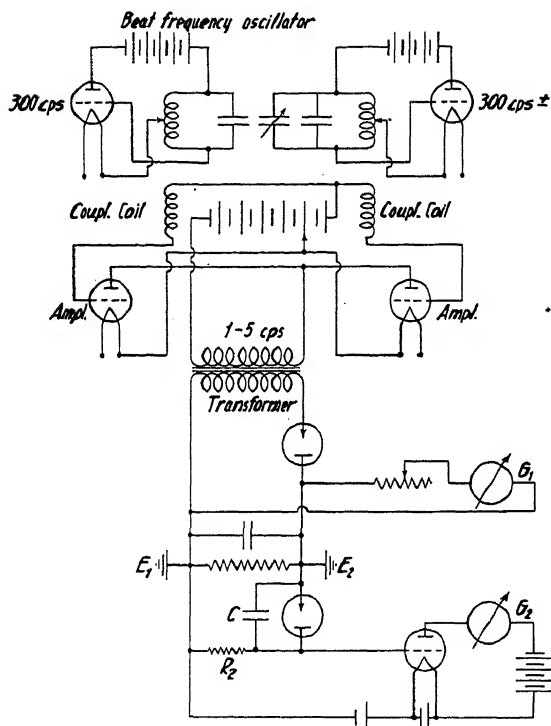 Beat frequency oscillator
300 cps
300 cps ±
Coupl. Coil
Coupl. Coil
Ampl.
Ampl.
1-5 cps
Transformer
G₁
E₁
E₂
C
G₂
R₂